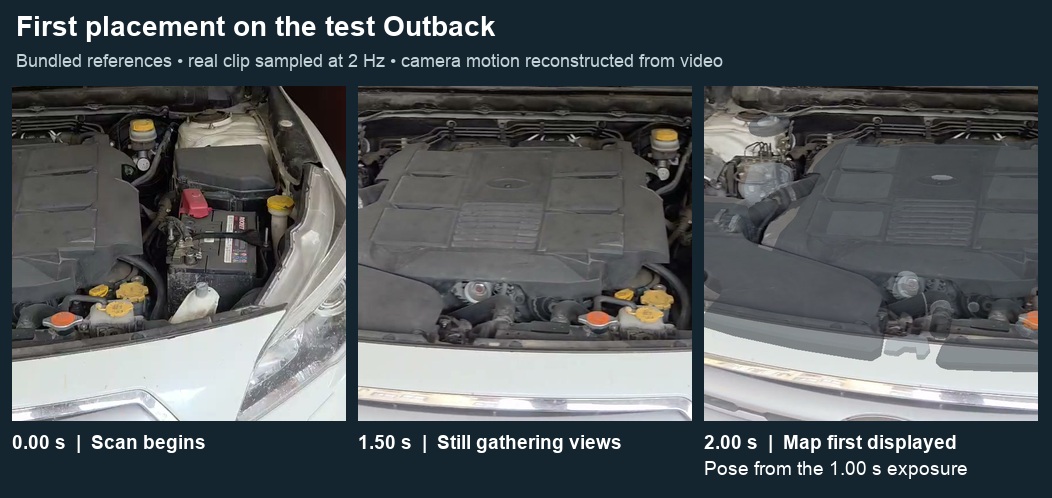 First placement on the test Outback
Bundled references • real clip sampled at 2 Hz • camera motion reconstructed from video
0.00 s | Scan begins
1.50 s | Still gathering views
2.00 s | Map first displayed
Pose from the 1.00 s exposure